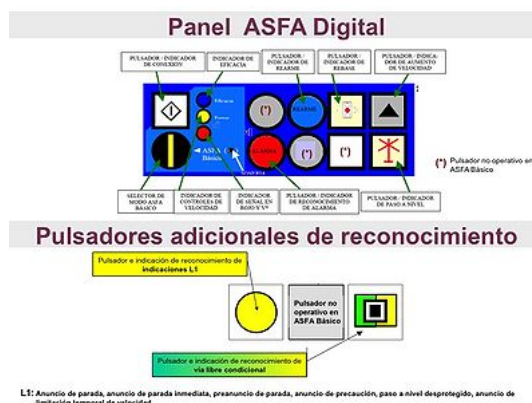 Panel ASFA Digital
PULSADOR / INDICADOR
DE CONEXION
INDICADOR DE
EFICACIA
PULSADOR / INDICADOR
DE REARME
PULSADOR /
INDICADOR DE
REBASE
PULSADOR / INDICA-
DOR DE AUMENTO
DE VELOCIDAD
Eficacia
Frenar
(*)
REARME
ASFA
Básico
ALARMA
(*)
(*)
(*) Pulsador no operativo en
ASFA Básico
SELECTOR DE
MODO ASFA
BÁSICO
INDICADOR DE
CONTROLES DE
VELOCIDAD
INDICADOR
DE SEÑAL EN
ROJO Y Vº
PULSADOR / INDICADOR
DE RECONOCIMIENTO
DE ALARMA
PULSADOR / INDICADOR
DE PASO A NIVEL
Pulsadores adicionales de reconocimiento
Pulsador e indicación de reconocimiento de
indicaciones L1
Pulsador no
operativo en
ASFA Básico
Pulsador e indicación de reconocimiento de
vía libre condicional
L1: Anuncio de parada, anuncio de parada inmediata, preanuncio de parada, anuncio de precaución, paso a nivel desprotegido, anuncio de
limitación temporal de velocidad